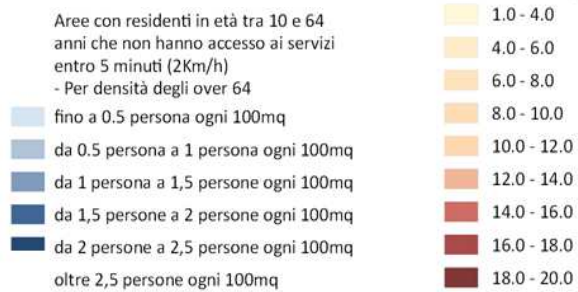 Aree con residenti in età tra 10 e 64
anni che non hanno accesso ai servizi
entro 5 minuti (2Km/h)
- Per densità degli over 64
fino a 0.5 persona ogni 100mq
da 0.5 persona a 1 persona ogni 100mq
da 1 persona a 1,5 persone ogni 100mq
da 1,5 persone a 2 persone ogni 100mq
da 2 persone a 2,5 persone ogni 100mq
oltre 2,5 persone ogni 100mq
1.0 - 4.0
4.0 - 6.0
6.0 - 8.0
8.0 - 10.0
10.0 - 12.0
12.0 - 14.0
14.0 - 16.0
16.0 - 18.0
18.0 - 20.0